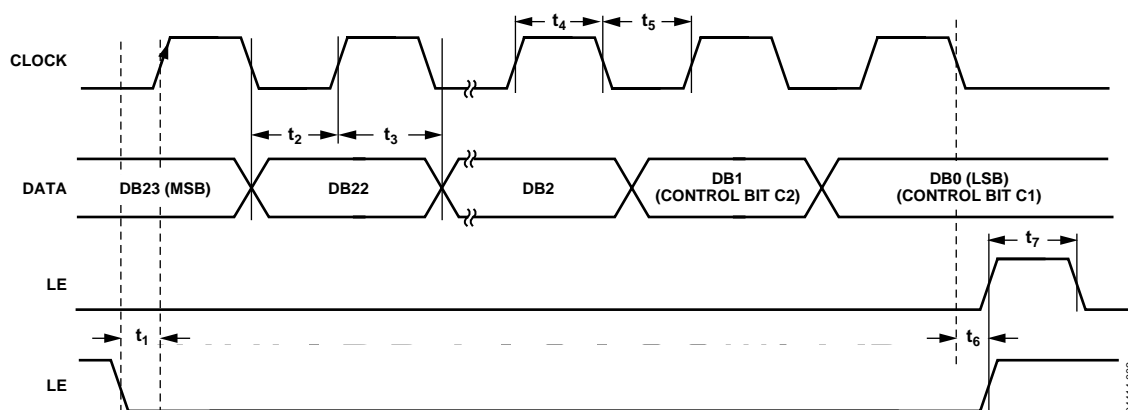 CLOCK
t4
t5
t2
t3
DATA
DB23 (MSB)
DB22
DB2
DB1
(CONTROL BIT C2)
DB0 (LSB)
(CONTROL BIT C1)
t7
LE
t1
t6
LE